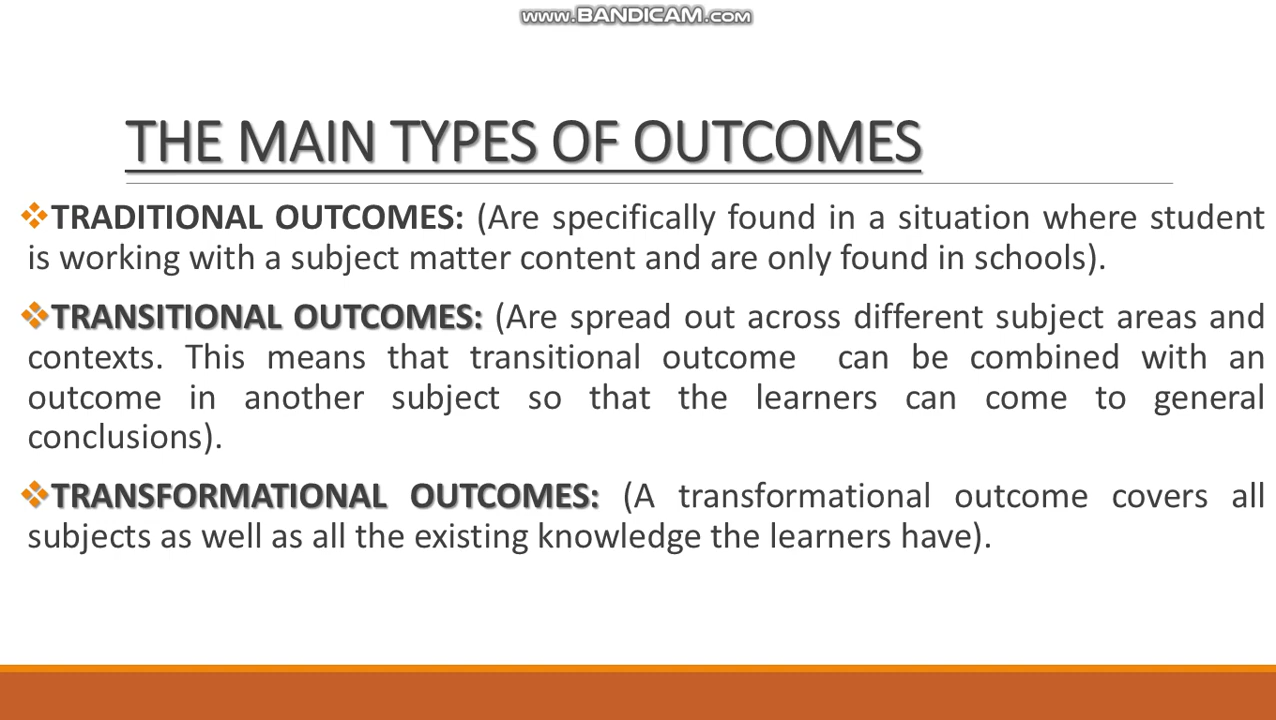 www.BANDICAM.com
THE MAIN TYPES OF OUTCOMES
❖TRADITIONAL OUTCOMES: (Are specifically found in a situation where student
is working with a subject matter content and are only found in schools).
❖TRANSITIONAL OUTCOMES: (Are spread out across different subject areas and
contexts. This means that transitional outcome can be combined with an
outcome in another subject so that the learners can come to general
conclusions).
❖TRANSFORMATIONAL OUTCOMES: (A transformational outcome covers all
subjects as well as all the existing knowledge the learners have).